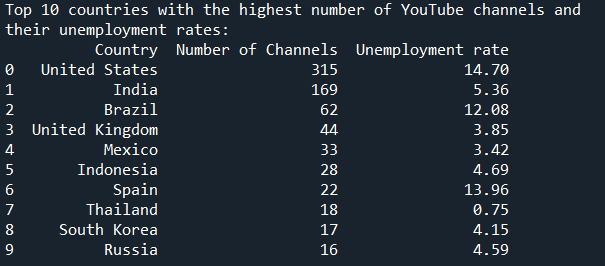 Top 10 countries with the highest number of YouTube channels and
their unemployment rates:
Country Number of Channels Unemployment rate
0 United States 315 14.70
1 India 169 5.36
2 Brazil 62 12.08
3 United Kingdom 44 3.85
4 Mexico 33 3.42
5 Indonesia 28 4.69
6 Spain 22 13.96
7 Thailand 18 0.75
8 South Korea 17 4.15
9 Russia 16 4.59